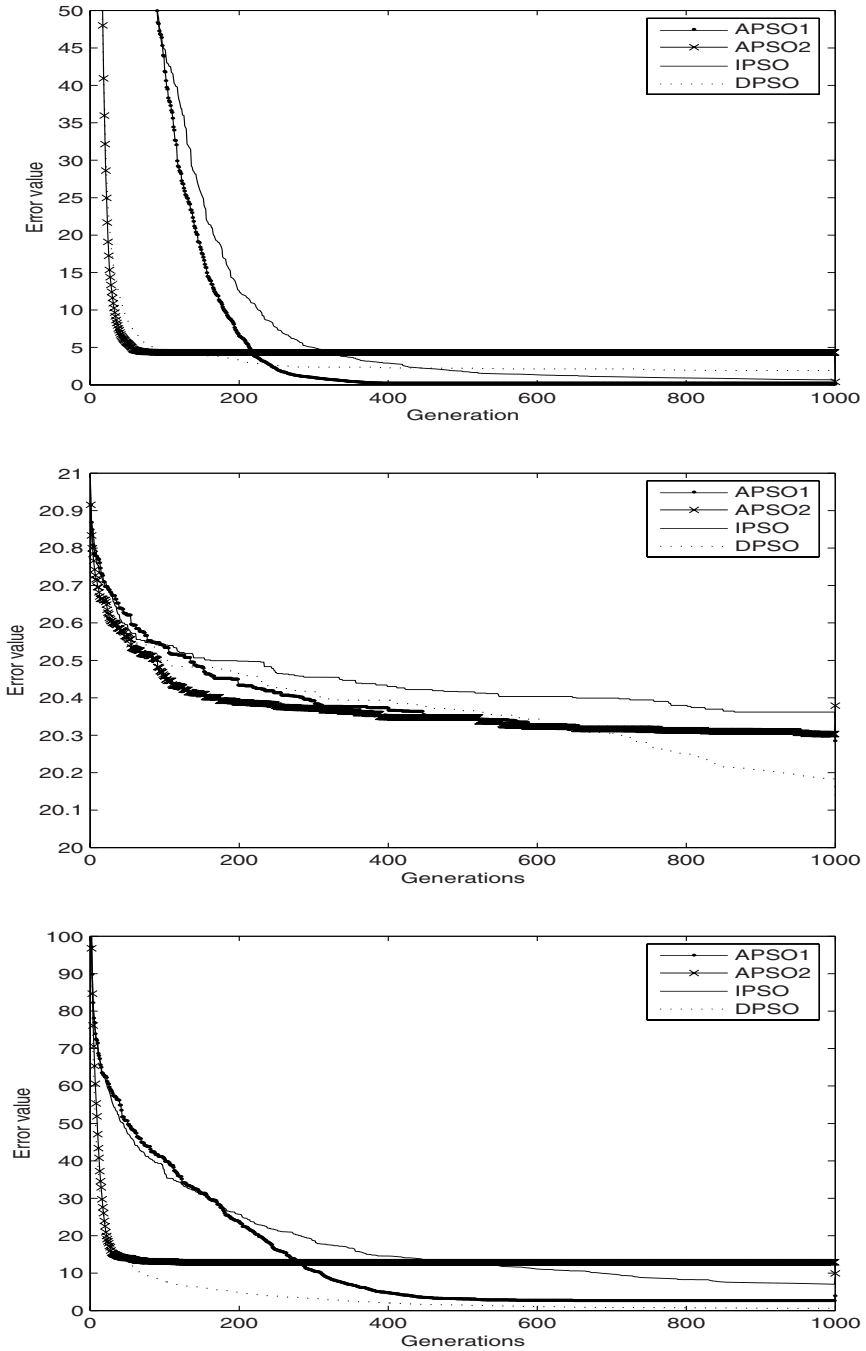 50
45
40
35
30
25
20
15
10
5
0
Error value
APSO1
APSO2
IPSO
DPSO
0 200 400 600 800 1000
Generation
21
20.9
20.8
20.7
20.6
20.5
20.4
20.3
20.2
20.1
20
Error value
APSO1
APSO2
IPSO
DPSO
0 200 400 600 800 1000
Generations
100
90
80
70
60
50
40
30
20
10
0
Error value
APSO1
APSO2
IPSO
DPSO
0 200 400 600 800 1000
Generations